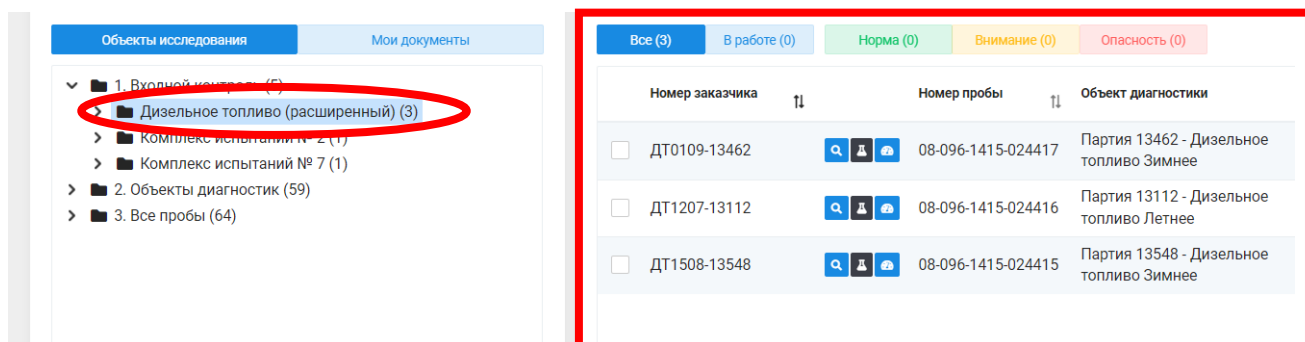 Объекты исследования
Мои документы
1. Входной контроль (5)
Дизельное топливо (расширенный) (3)
Комплекс испытаний № 2 (1)
Комплекс испытаний № 7 (1)
2. Объекты диагностик (59)
3. Все пробы (64)
Все (3)
В работе (0)
Норма (0)
Внимание (0)
Опасность (0)
Номер заказчика
Номер пробы
Объект диагностики
ДТ0109-13462
08-096-1415-024417
Партия 13462 - Дизельное
топливо Зимнее
ДТ1207-13112
08-096-1415-024416
Партия 13112 - Дизельное
топливо Летнее
ДТ1508-13548
08-096-1415-024415
Партия 13548 - Дизельное
топливо Зимнее